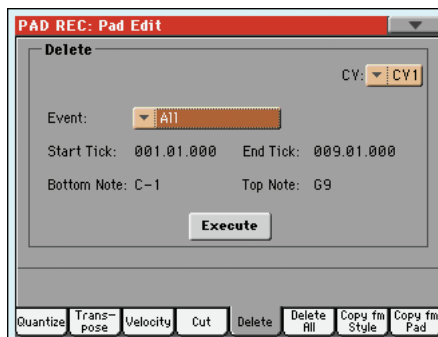 PAD REC: Pad Edit
Delete
CV: CV1
Event: All
Start Tick: 001.01.000 End Tick: 009.01.000
Bottom Note: C-1 Top Note: G9
Execute
Quantize Trans-pose Velocity Cut Delete Delete All Copy fm Style Copy fm Pad